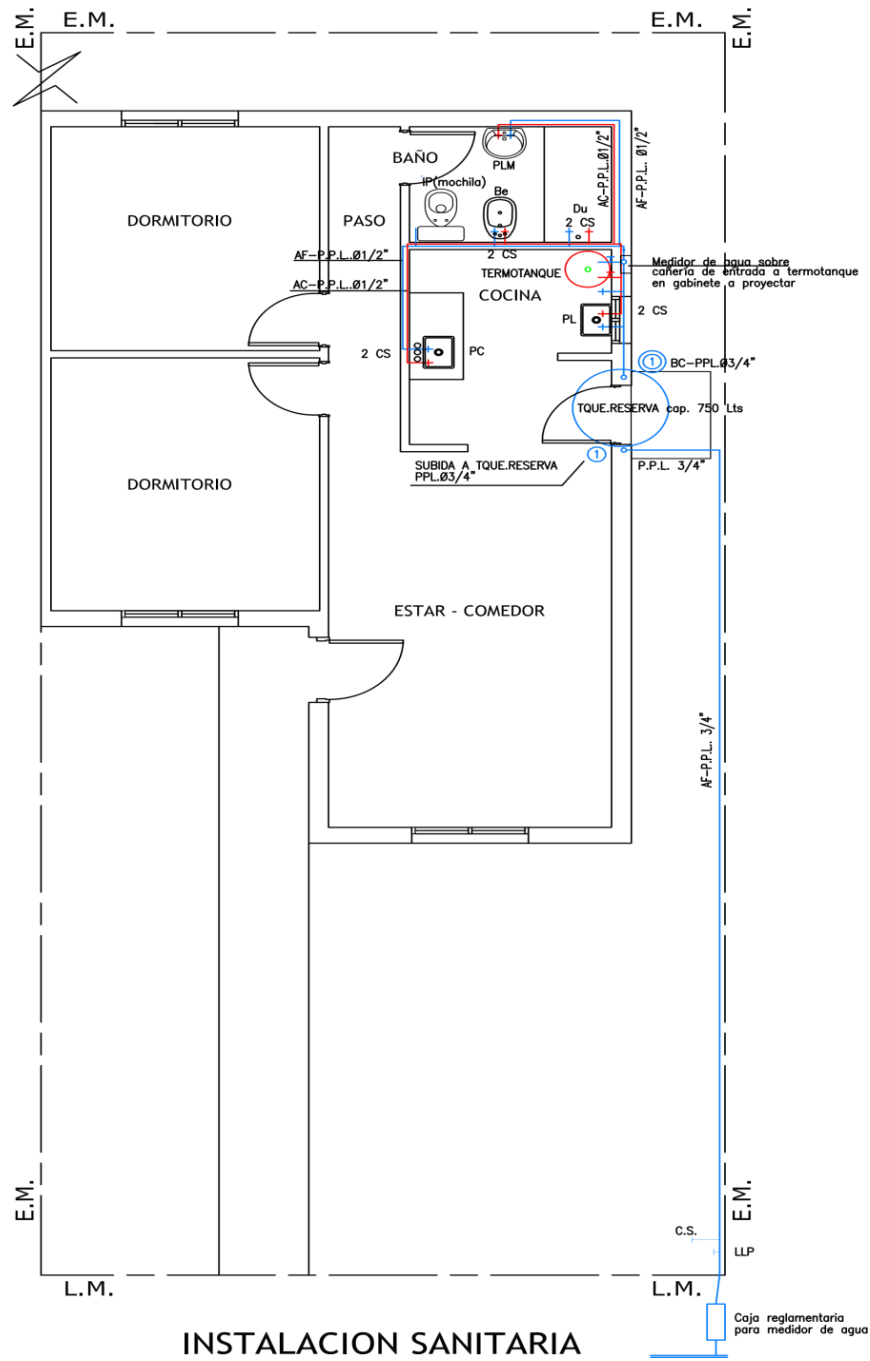 E.M.
E.M.
E.M.
E.M.
BAÑO
PLM
IP(mochila)
Be
AC-P.P.L.Ø1/2"
AF-P.P.L. Ø1/2"
DORMITORIO
PASO
Du
2 CS
AF-P.P.L.Ø1/2"
2 CS
TERMOTANQUE
Medidor de agua sobre
cañería de entrada a termotanque
en gabinete a proyectar
AC-P.P.L.Ø1/2"
COCINA
2 CS
PL
2 CS
PC
1
BC-PPL.Ø3/4"
TQUE.RESERVA cap. 750 Lts
1
SUBIDA A TQUE.RESERVA
PPL.Ø3/4"
P.P.L. 3/4"
DORMITORIO
ESTAR - COMEDOR
AF-P.P.L. 3/4"
E.M.
E.M.
C.S.
LLP
L.M.
L.M.
Caja reglamentaria
para medidor de agua
INSTALACION SANITARIA